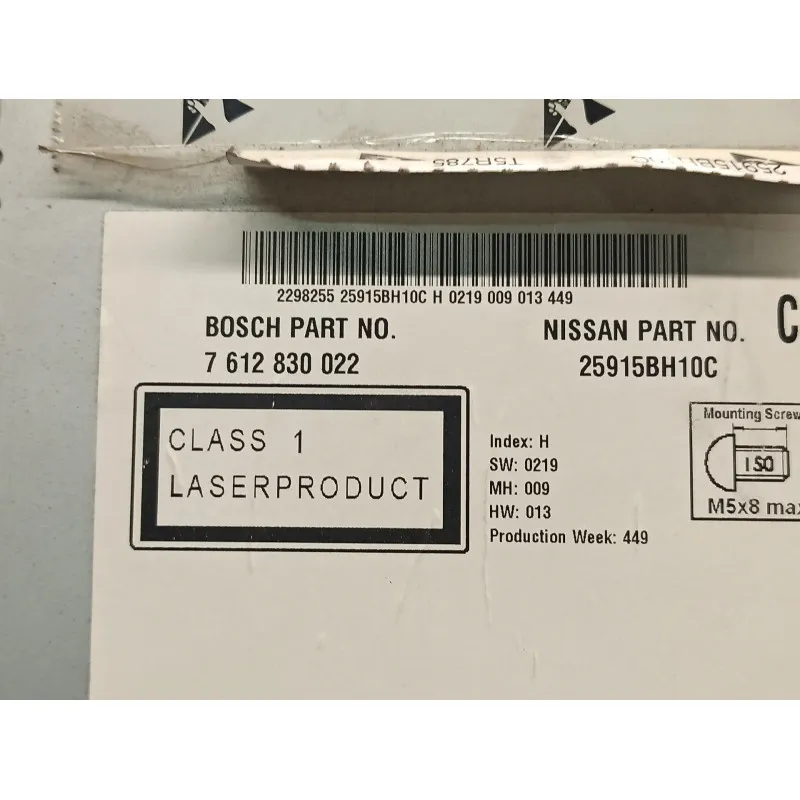 T5R785
2298255 25915BH10C H 0219 009 013 449
BOSCH PART NO.
7 612 830 022
NISSAN PART NO.
25915BH10C
C
CLASS 1
LASERPRODUCT
Index: H
SW: 0219
MH: 009
HW: 013
Production Week: 449
Mounting Screw
ISO
M5x8 max